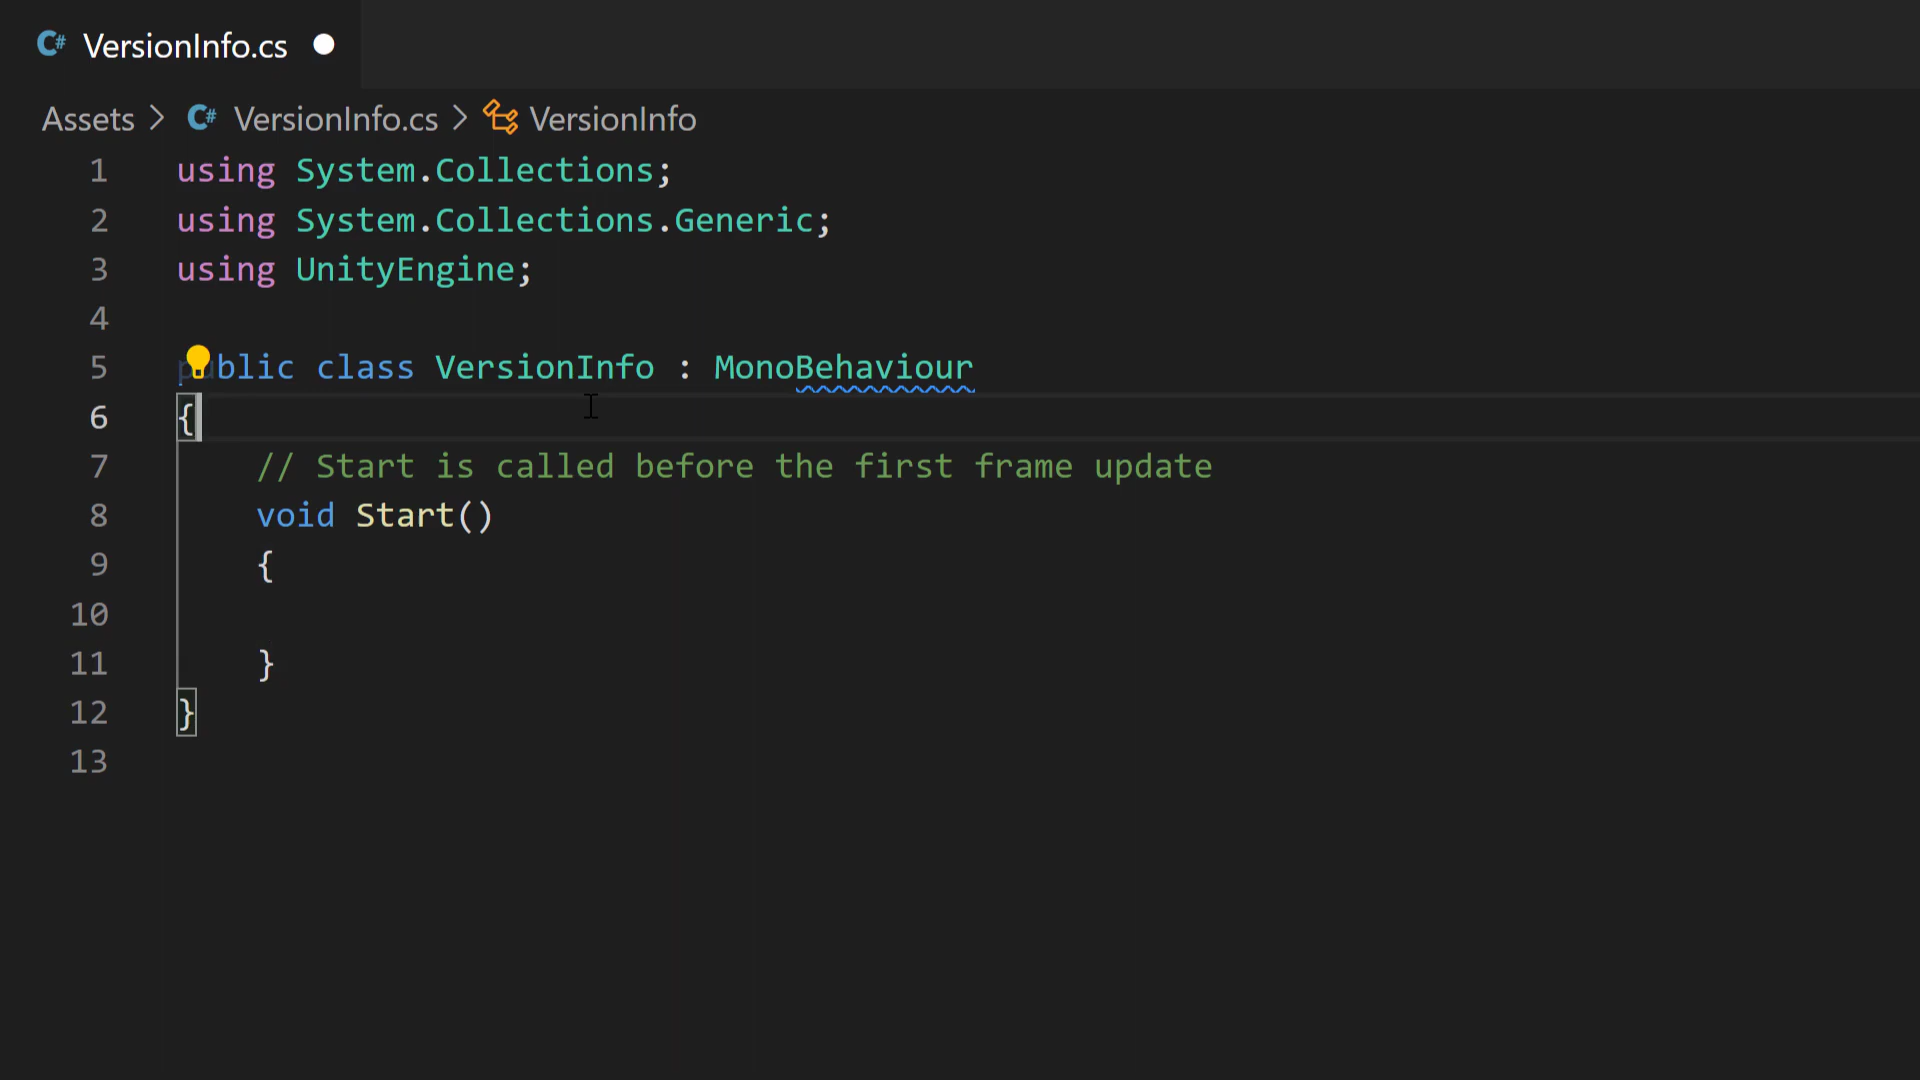 C# VersionInfo.cs
Assets > C# VersionInfo.cs > VersionInfo
1 using System.Collections;
2 using System.Collections.Generic;
3 using UnityEngine;
4
5 public class VersionInfo : MonoBehaviour
6 {
7 // Start is called before the first frame update
8 void Start()
9 {
10
11 }
12 }
13